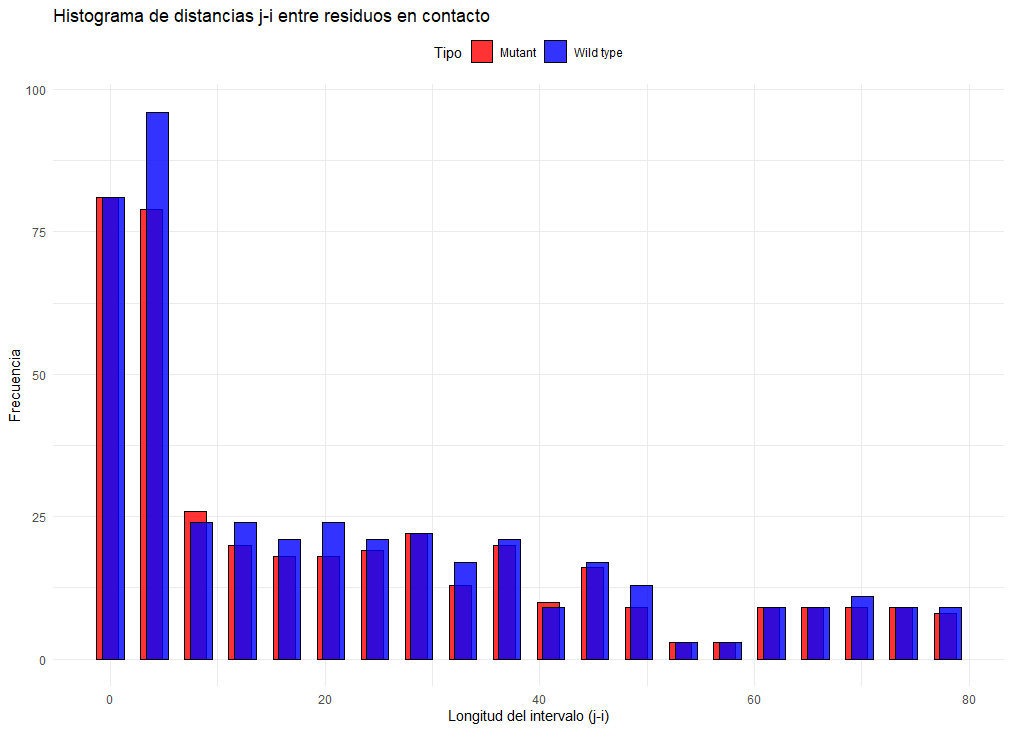 Histograma de distancias j-i entre residuos en contacto
Tipo Mutant Wild type
100
75
50
25
0
Frecuencia
0 20 40 60 80
Longitud del intervalo (j-i)